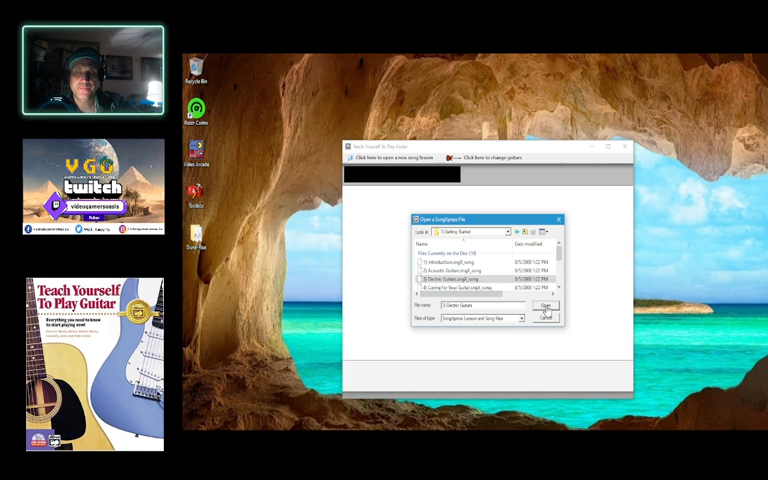 VGO
twitch
videogamersoasis
Follow
Teach Yourself
To Play Guitar
Everything you need to know
to start playing now!
CD-ROM
Recycle Bin
Razer Cortex
Video Arcade
Toolbox
Teach Yourself To Play Guitar
Click here to open a new song/lesson
Click here to change guitars
Open a SongXpress File
Look in:
1) Getting Started
Name
Date modified
Files Currently on the Disc (10)
1) Introduction.sngX_song
8/5/2000 1:22 PM
2) Acoustic Guitars.sngX_song
8/5/2000 1:22 PM
3) Electric Guitars.sngX_song
8/5/2000 1:22 PM
4) Caring for Your Guitar.sngX_song
8/5/2000 1:22 PM
File name:
3) Electric Guitars
Open
Files of type:
SongXpress Lesson and Song Files
Cancel